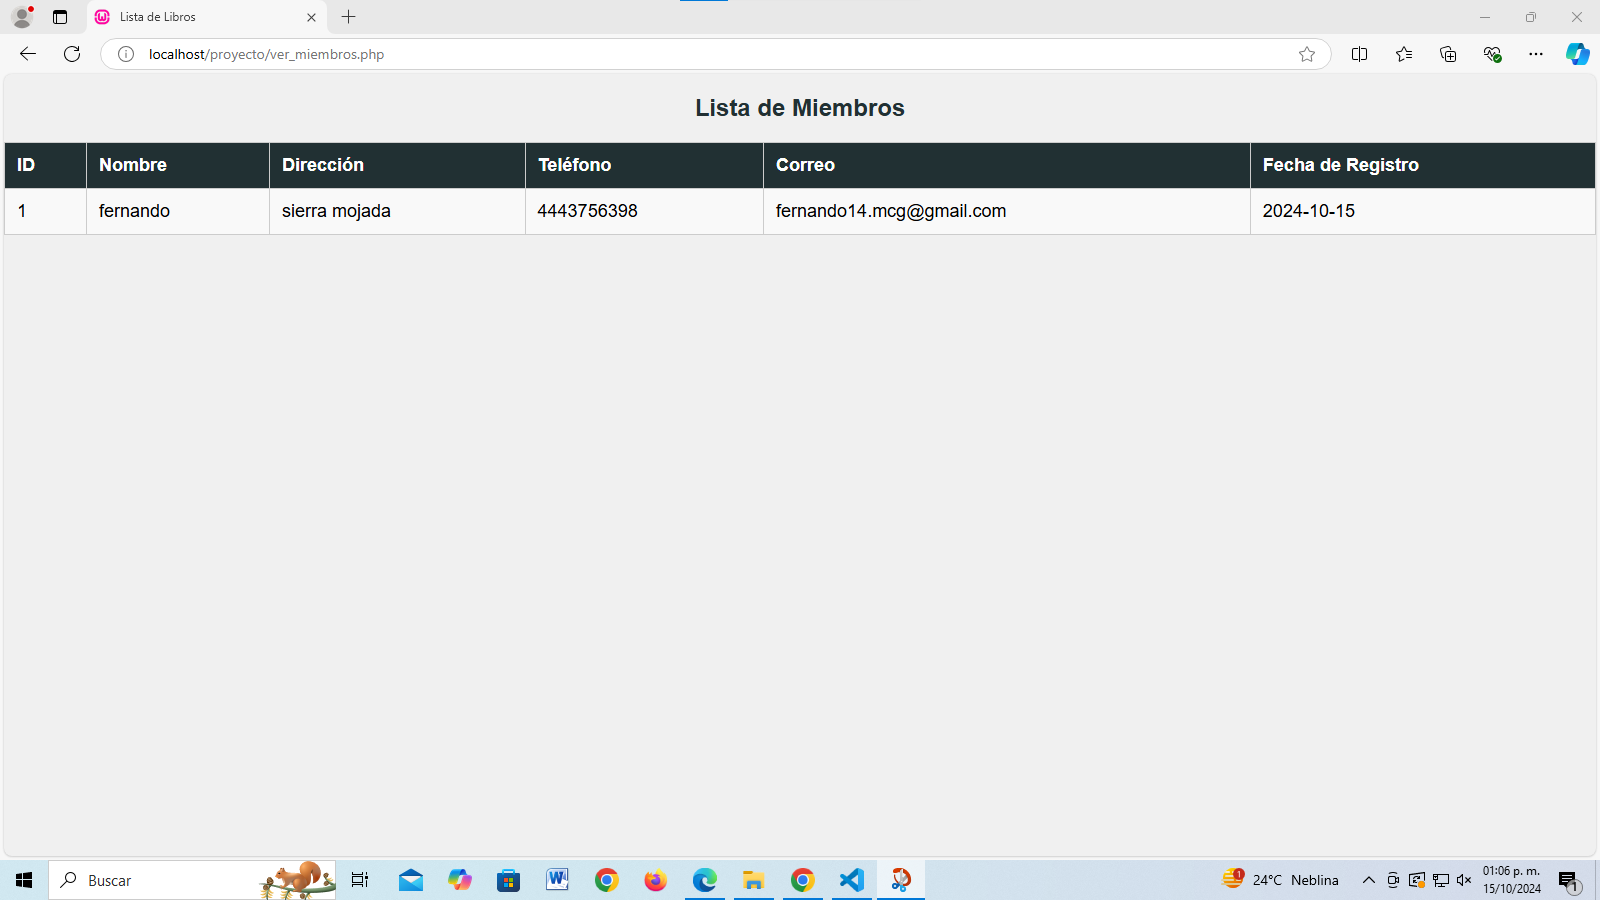 Lista de Libros
localhost/proyecto/ver_miembros.php
Lista de Miembros
ID Nombre Dirección Teléfono Correo Fecha de Registro
1 fernando sierra mojada 4443756398 fernando14.mcg@gmail.com 2024-10-15
Buscar
1
24°C Neblina
01:06 p. m.
15/10/2024
1